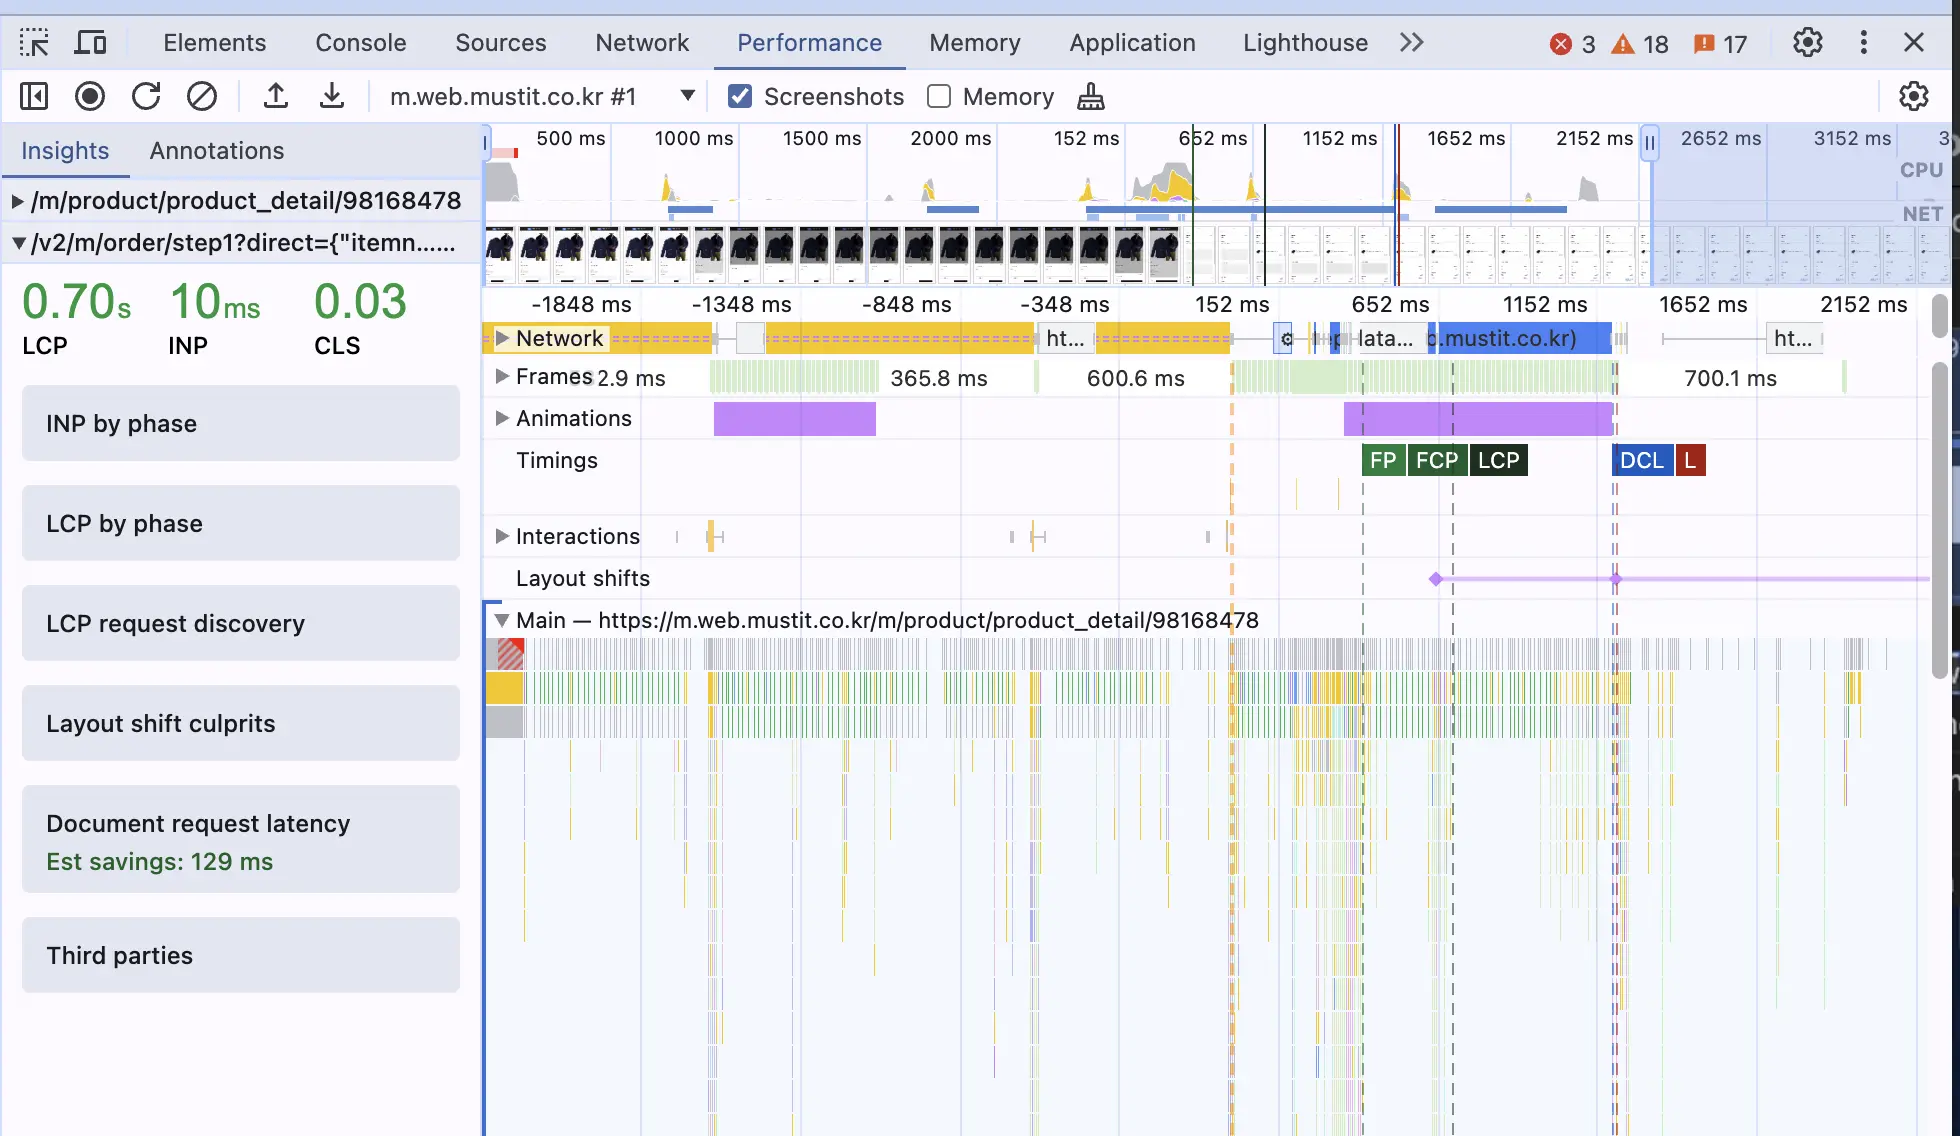 Elements Console Sources Network Performance Memory Application Lighthouse 3 18 17
m.web.mustit.co.kr #1 Screenshots Memory
Insights Annotations
/m/product/product_detail/98168478
/v2/m/order/step1?direct={"itemn......
0.70s 10ms 0.03
LCP INP CLS
INP by phase
LCP by phase
LCP request discovery
Layout shift culprits
Document request latency
Est savings: 129 ms
Third parties
500 ms 1000 ms 1500 ms 2000 ms 152 ms 652 ms 1152 ms 1652 ms 2152 ms 2652 ms 3152 ms 3
CPU
NET
-1848 ms -1348 ms -848 ms -348 ms 152 ms 652 ms 1152 ms 1652 ms 2152 ms
Network ht... lata... .mustit.co.kr) ht...
Frames 2.9 ms 365.8 ms 600.6 ms 700.1 ms
Animations
Timings FP FCP LCP DCL L
Interactions
Layout shifts
Main — https://m.web.mustit.co.kr/m/product/product_detail/98168478